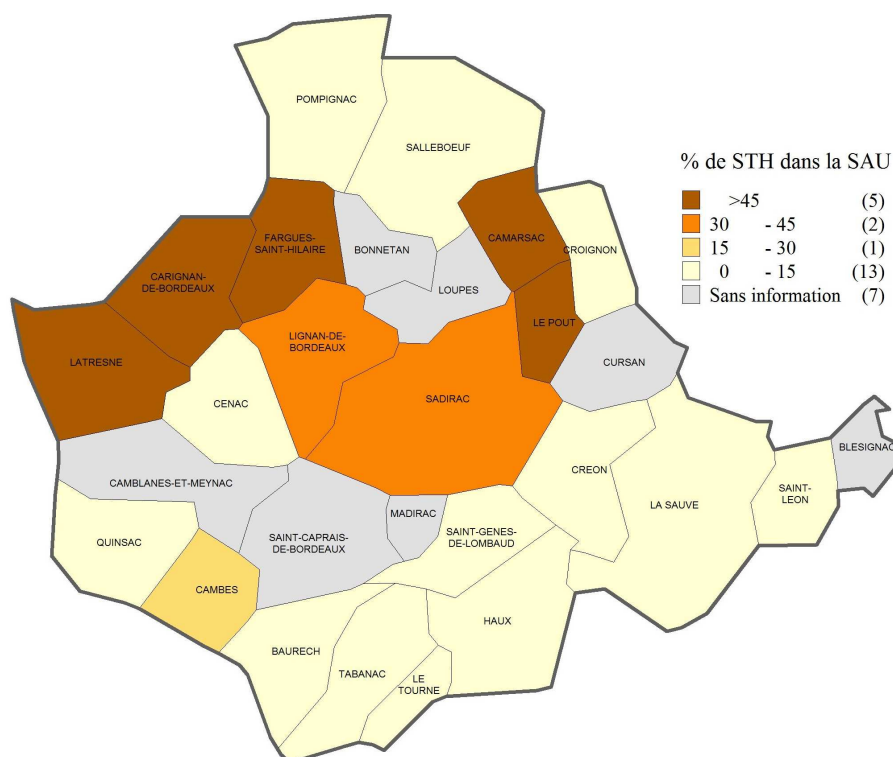 POMPIGNAC
SALLEBOEUF
% de STH dans la SAU
>45 (5)
30 - 45 (2)
15 - 30 (1)
0 - 15 (13)
Sans information (7)
FARGUES-
SAINT-HILAIRE
BONNETAN
CAMARSAC
CROIGNON
CARIGNAN-
DE-BORDEAUX
LOUPES
LE POUT
LATRESNE
LIGNAN-DE-
BORDEAUX
CURSAN
CENAC
SADIRAC
BLESIGNAC
CREON
CAMBLANES-ET-MEYNAC
SAINT-
LEON
LA SAUVE
MADIRAC
SAINT-CAPRAIS-
DE-BORDEAUX
SAINT-GENES-
DE-LOMBAUD
QUINSAC
CAMBES
HAUX
BAURECH
TABANAC
LE
TOURNE